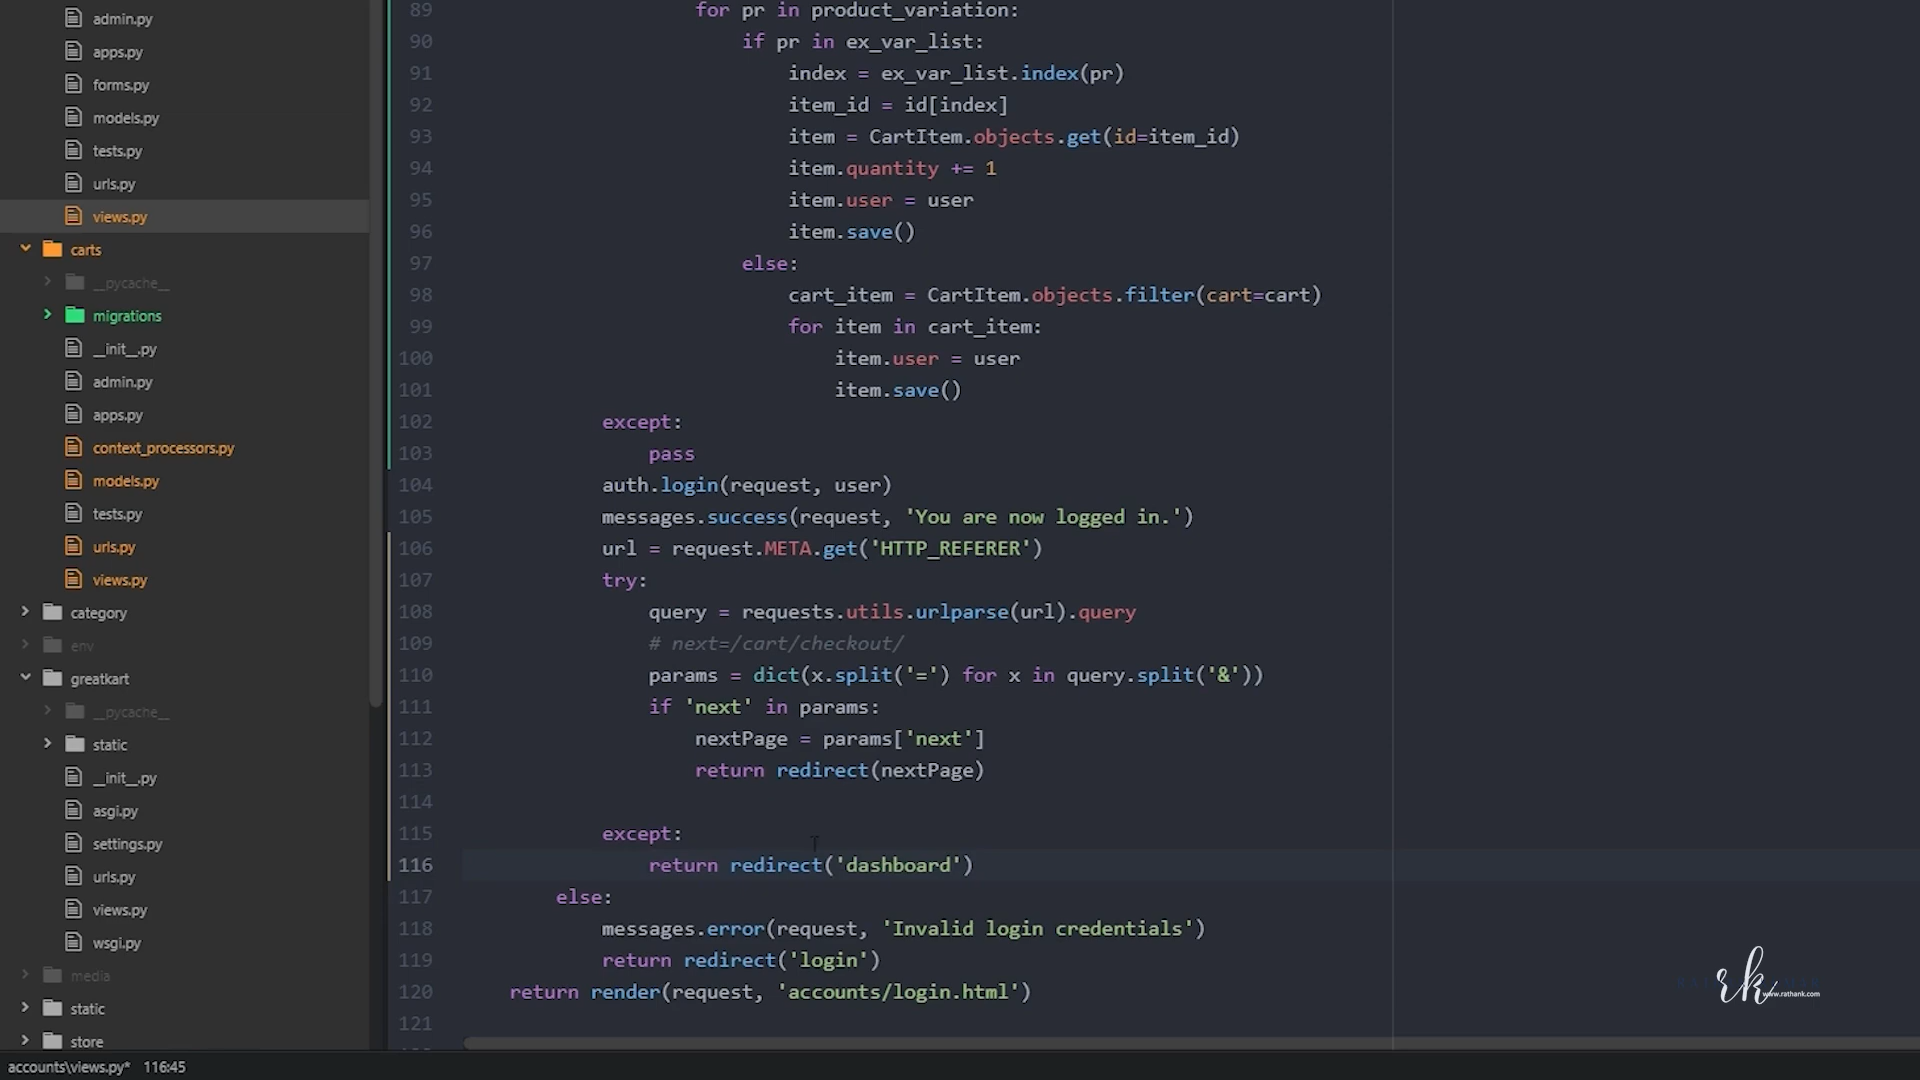 admin.py
apps.py
forms.py
models.py
tests.py
urls.py
views.py
carts
__pycache__
migrations
__init__.py
admin.py
apps.py
context_processors.py
models.py
tests.py
urls.py
views.py
category
env
greatkart
__pycache__
static
__init__.py
asgi.py
settings.py
urls.py
views.py
wsgi.py
media
static
store
89 for pr in product_variation:
90 if pr in ex_var_list:
91 index = ex_var_list.index(pr)
92 item_id = id[index]
93 item = CartItem.objects.get(id=item_id)
94 item.quantity += 1
95 item.user = user
96 item.save()
97 else:
98 cart_item = CartItem.objects.filter(cart=cart)
99 for item in cart_item:
100 item.user = user
101 item.save()
102 except:
103 pass
104 auth.login(request, user)
105 messages.success(request, 'You are now logged in.')
106 url = request.META.get('HTTP_REFERER')
107 try:
108 query = requests.utils.urlparse(url).query
109 # next=/cart/checkout/
110 params = dict(x.split('=') for x in query.split('&'))
111 if 'next' in params:
112 nextPage = params['next']
113 return redirect(nextPage)
114
115 except:
116 return redirect('dashboard')
117 else:
118 messages.error(request, 'Invalid login credentials')
119 return redirect('login')
120 return render(request, 'accounts/login.html')
121
rk
www.rathank.com
accounts\views.py* 116:45